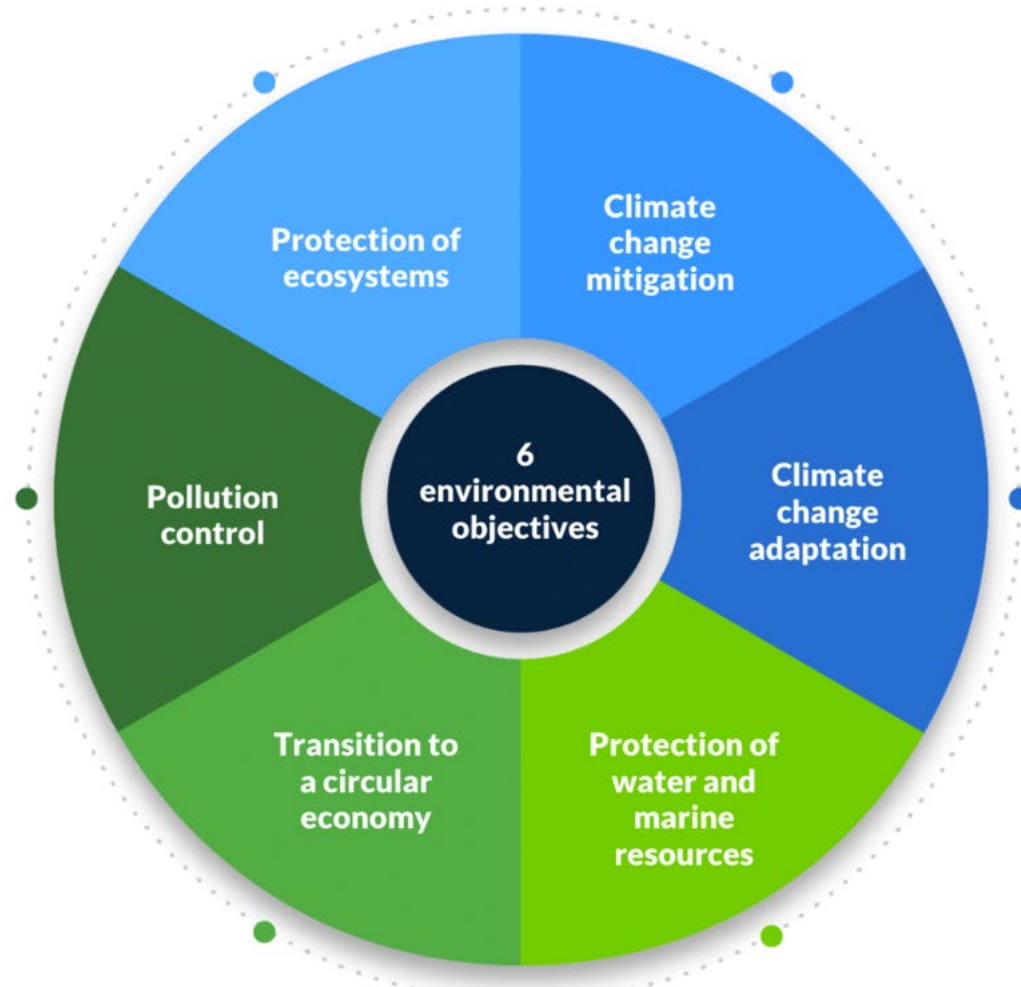 6
environmental
objectives
Climate
change
mitigation
Climate
change
adaptation
Protection of
water and
marine
resources
Transition to
a circular
economy
Pollution
control
Protection of
ecosystems